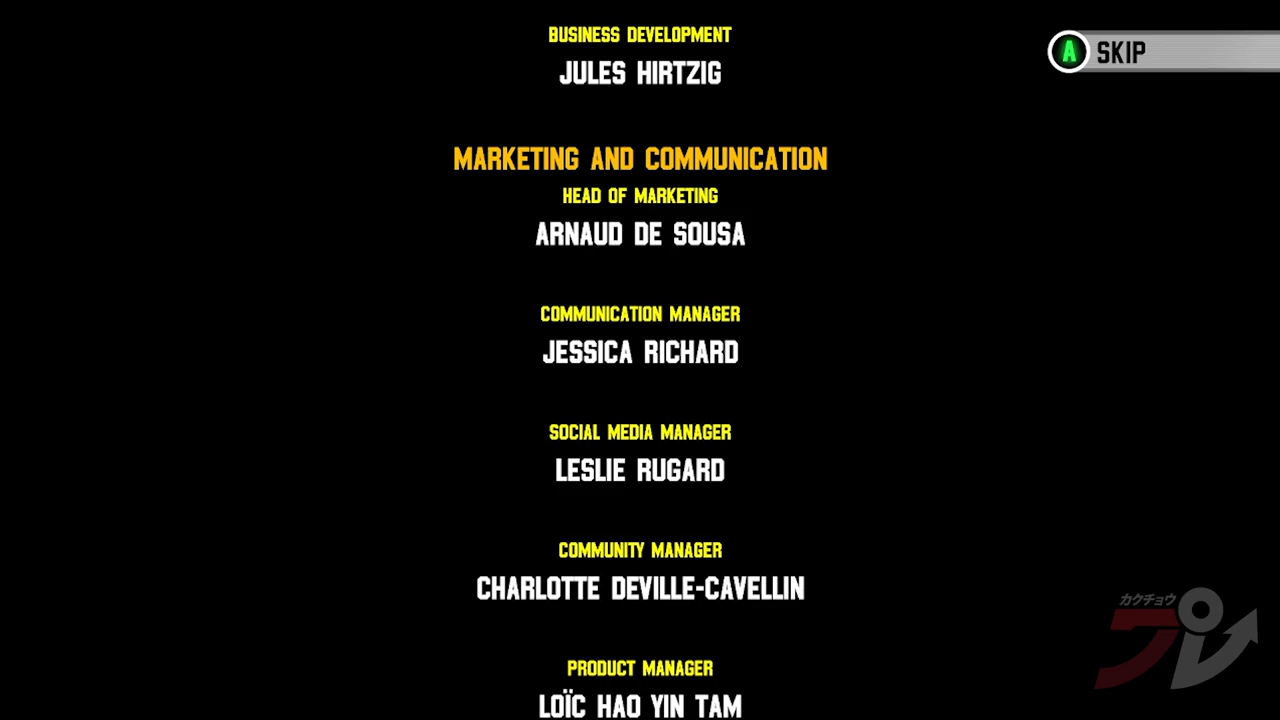 BUSINESS DEVELOPMENT
JULES HIRTZIG
A SKIP
MARKETING AND COMMUNICATION
HEAD OF MARKETING
ARNAUD DE SOUSA
COMMUNICATION MANAGER
JESSICA RICHARD
SOCIAL MEDIA MANAGER
LESLIE RUGARD
COMMUNITY MANAGER
CHARLOTTE DEVILLE-CAVELLIN
PRODUCT MANAGER
LOÏC HAO YIN TAM
カクチョウ
プレ